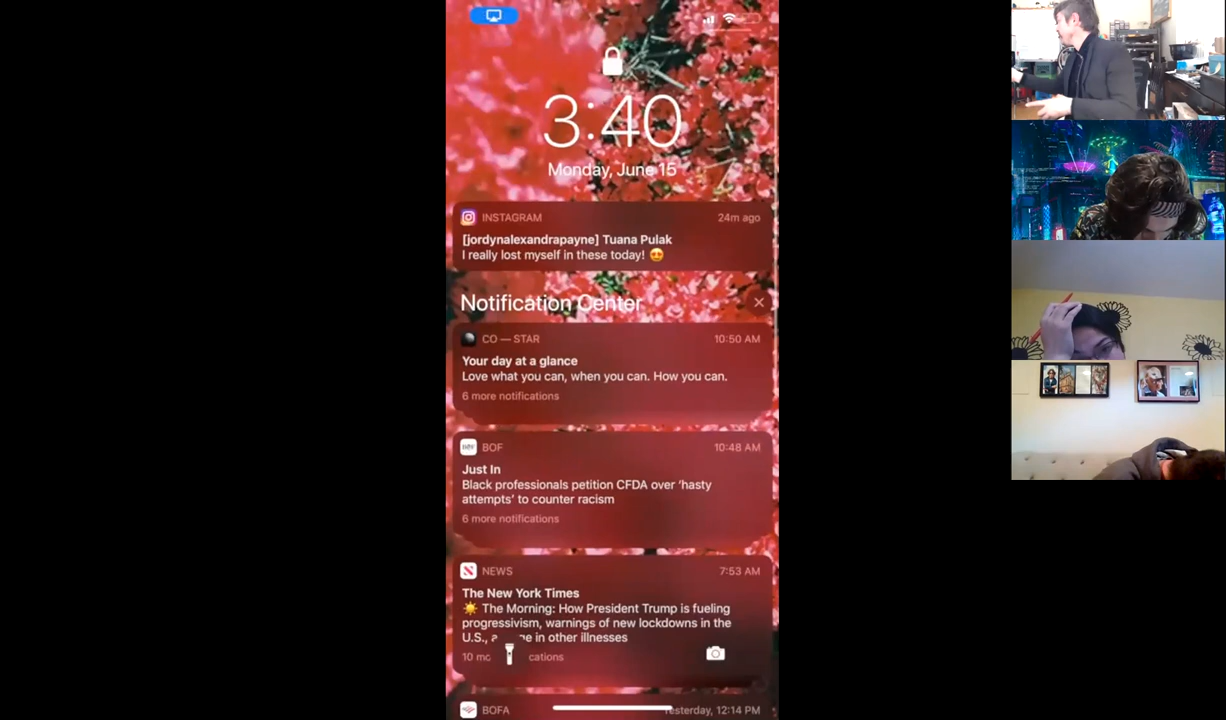 3:40
Monday, June 15
INSTAGRAM 24m ago
[jordynalexandrapayne] Tuana Pulak
I really lost myself in these today! 😍
Notification Center
CO — STAR 10:50 AM
Your day at a glance
Love what you can, when you can. How you can.
6 more notifications
BOF 10:48 AM
Just In
Black professionals petition CFDA over ‘hasty
attempts’ to counter racism
6 more notifications
NEWS 7:53 AM
The New York Times
☀️ The Morning: How President Trump is fueling
progressivism, warnings of new lockdowns in the
U.S., in other illnesses
10
BOFA Yesterday, 12:14 PM